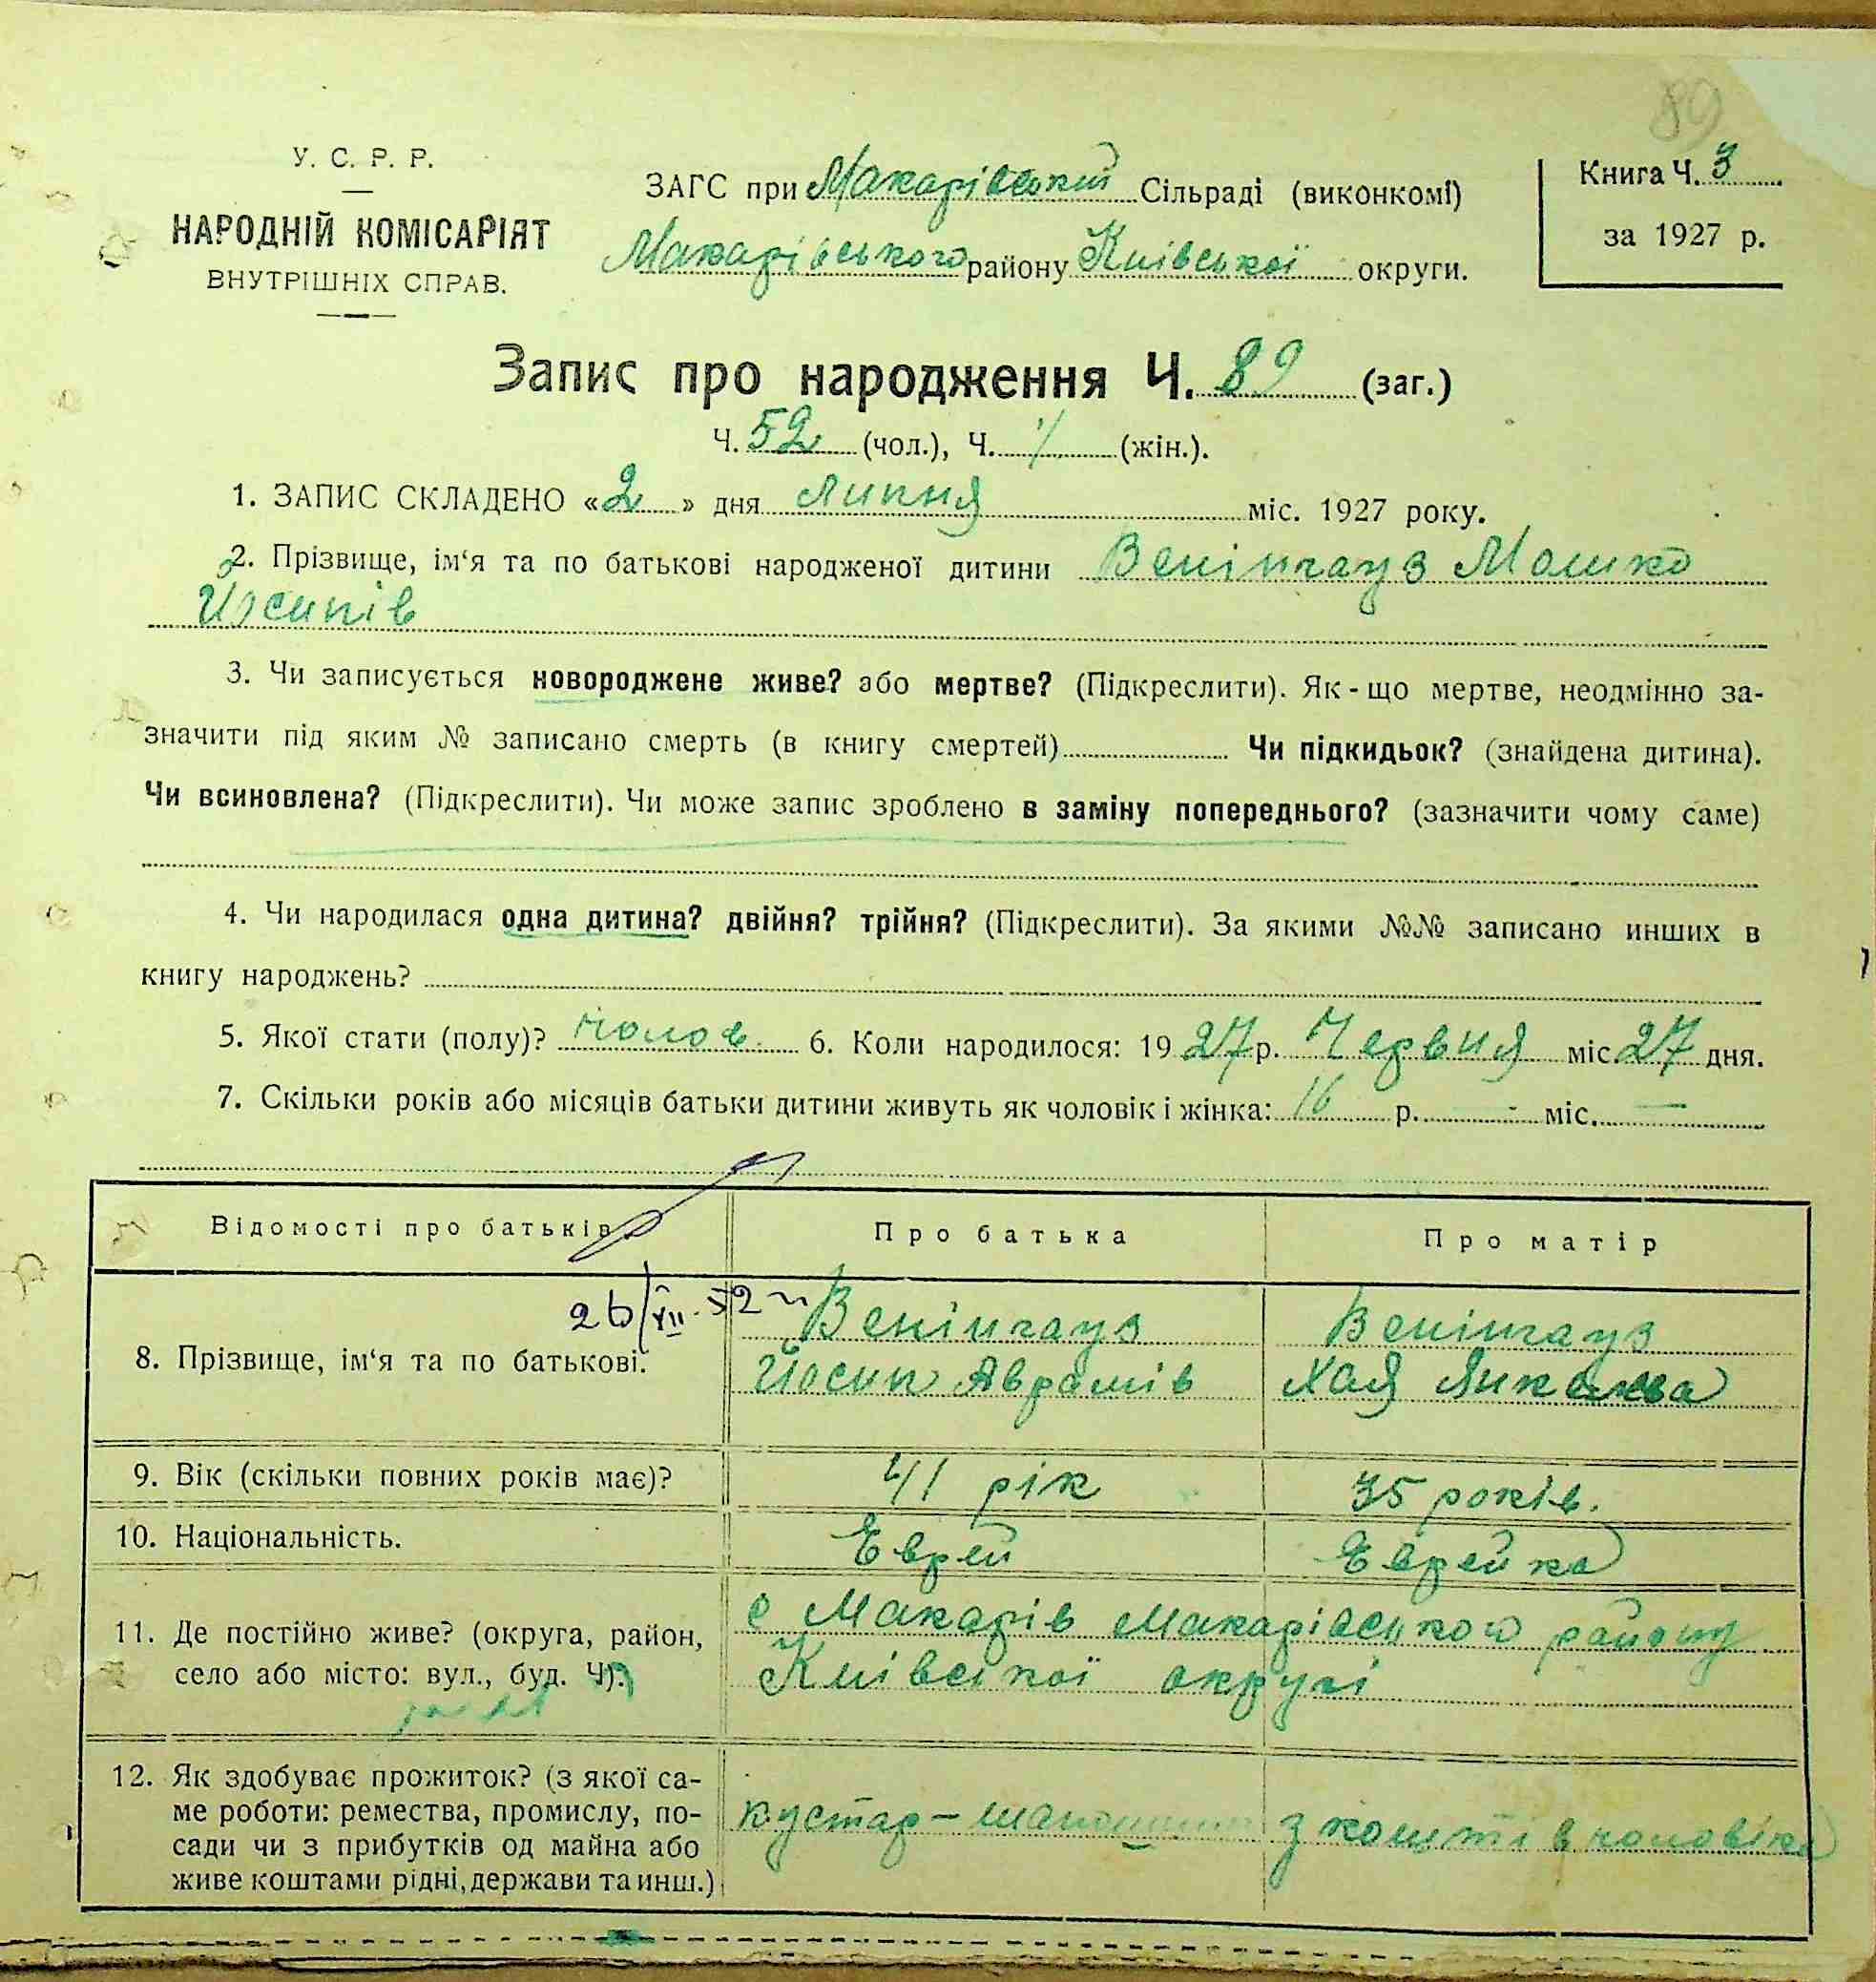 89
У. С. Р. Р.
НАРОДНІЙ КОМІСАРІЯТ
ВНУТРІШНІХ СПРАВ.
ЗАГС при Макарівській Сільраді (виконкомі)
Макарівського району Київської округи.
Книга Ч. 3
за 1927 р.
Запис про народження Ч. 89 (заг.)
Ч. 52 (чол.), Ч. (жін.).
1. ЗАПИС СКЛАДЕНО «2» дня Липня міс. 1927 року.
2. Прізвище, ім‘я та по батькові народженої дитини Венінгауз Мошко
Йосипів
3. Чи записується новороджене живе? або мертве? (Підкреслити). Як-що мертве, неодмінно за-
значити під яким № записано смерть (в книгу смертей) Чи підкидьок? (знайдена дитина).
Чи всиновлена? (Підкреслити). Чи може запис зроблено в заміну попереднього? (зазначити чому саме)
4. Чи народилася одна дитина? двійня? трійня? (Підкреслити). За якими №№ записано инших в
книгу народжень?
5. Якої стати (полу)? чолов. 6. Коли народилося: 1927 р. Червня міс 27 дня.
7. Скільки років або місяців батьки дитини живуть як чоловік і жінка: 16 р. - міс. —
Відомості про батьків Про батька Про матір
26/VII. 52
Венінгауз Венінгауз
8. Прізвище, ім‘я та по батькові. Йосип Аврамів Хая
9. Вік (скільки повних років має)? 41 рік 35 років.
10. Національність. Еврей Еврейка
11. Де постійно живе? (округа, район,
село або місто: вул., буд. Ч).
с Макарів Макарівського району
Київської округи
12. Як здобуває прожиток? (з якої са-
ме роботи: ремества, промислу, по-
сади чи з прибутків од майна або
живе коштами рідні, держави та инш.)
кустар –
з коштів чоловіка